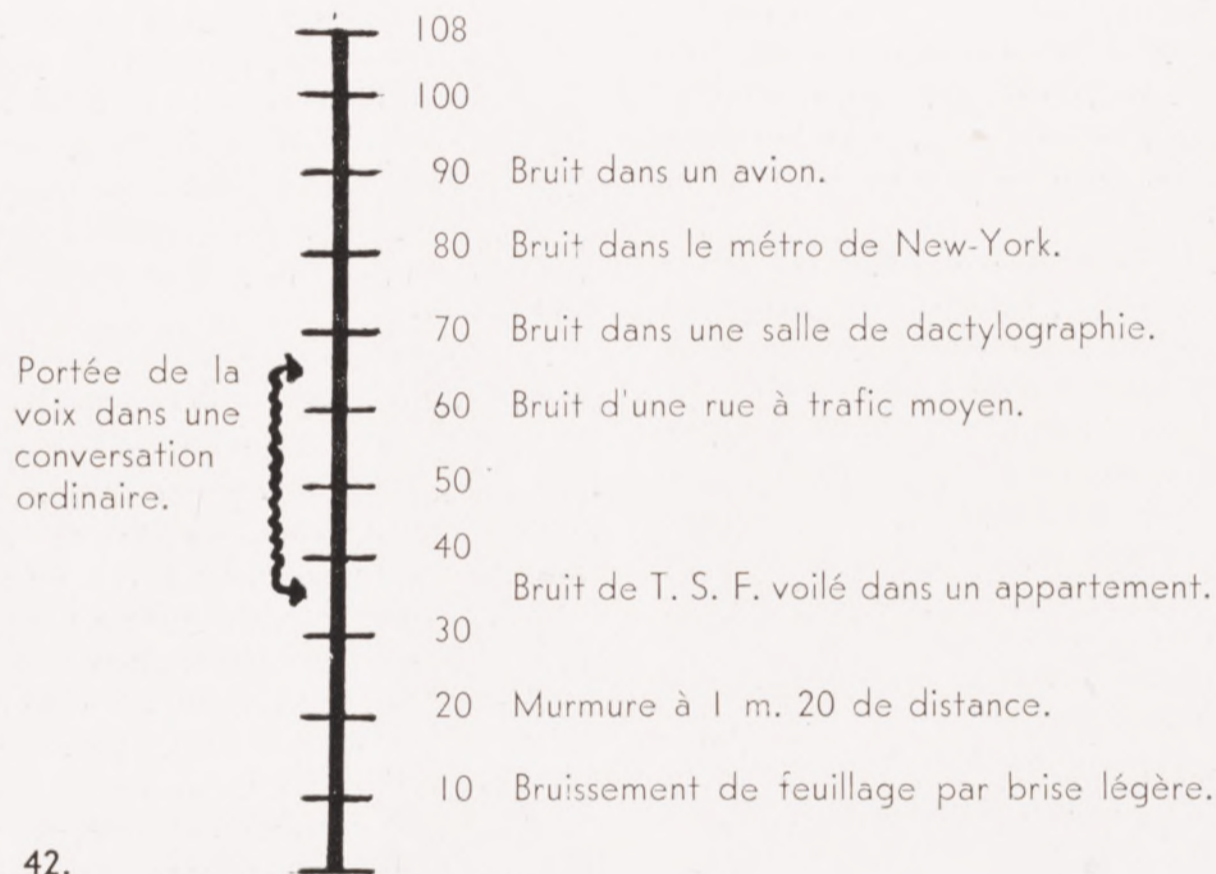 108
100
90 Bruit dans un avion.
80 Bruit dans le métro de New-York.
70 Bruit dans une salle de dactylographie.
Portée de la
voix dans une
conversation
ordinaire.
60 Bruit d'une rue à trafic moyen.
50
40
Bruit de T. S. F. voilé dans un appartement.
30
20 Murmure à 1 m. 20 de distance.
10 Bruissement de feuillage par brise légère.
42.